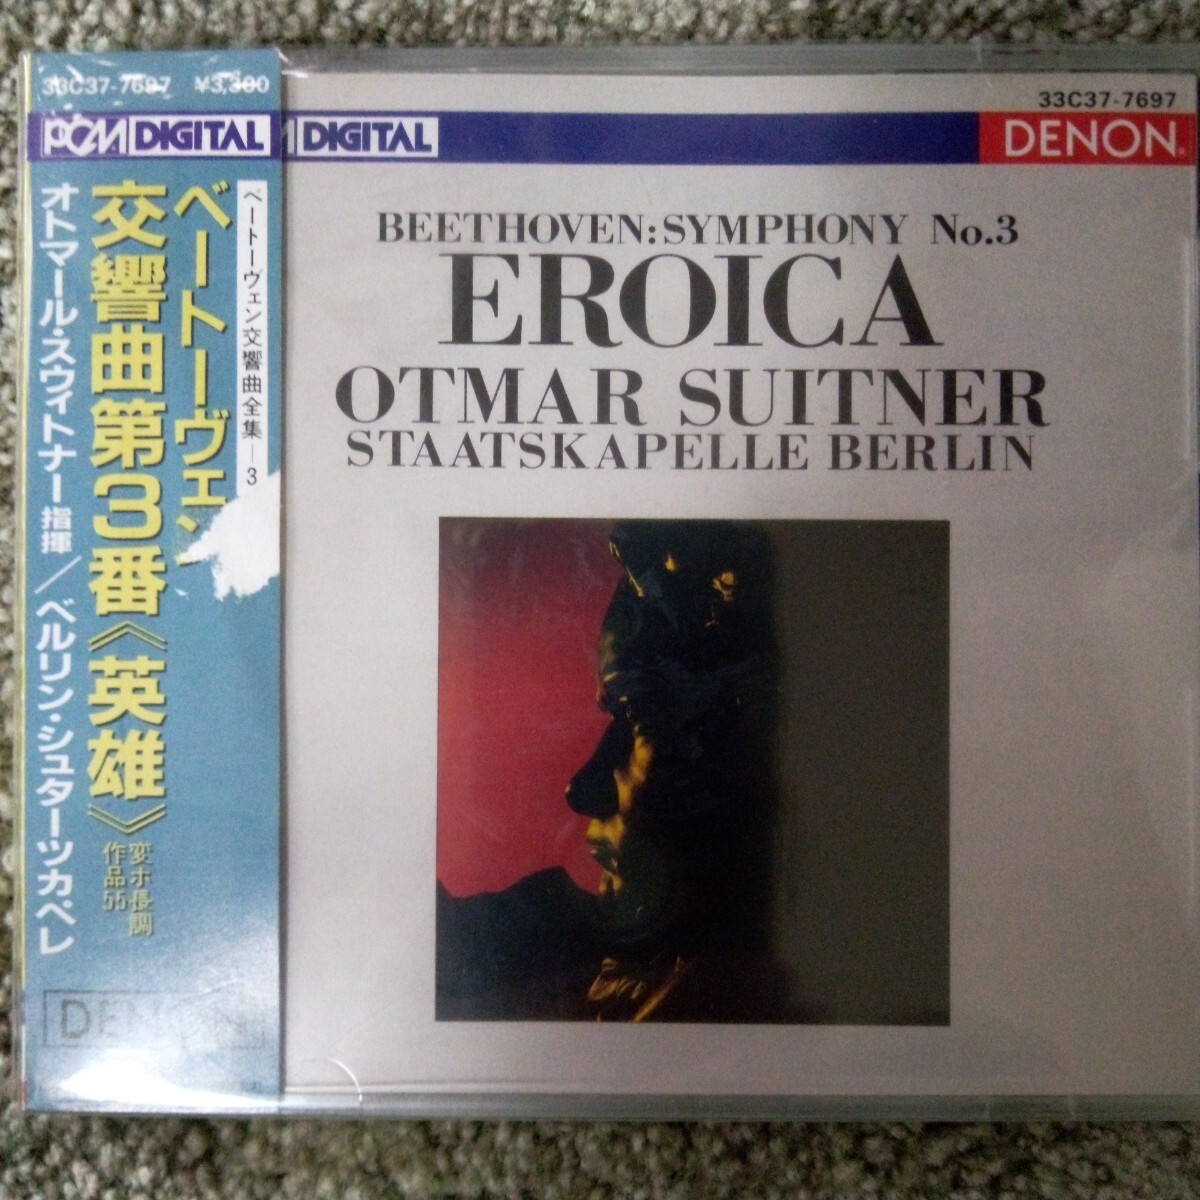 33C37-7697 ¥3,300
PCM DIGITAL
ベートーヴェン交響曲全集—3
ベートーヴェン
交響曲第3番《英雄》
変ホ長調
作品55
オトマール・スウィトナー指揮／ベルリン・シュターツカペレ
DENON
33C37-7697
DIGITAL
DENON
BEETHOVEN:SYMPHONY No.3
EROICA
OTMAR SUITNER
STAATSKAPELLE BERLIN